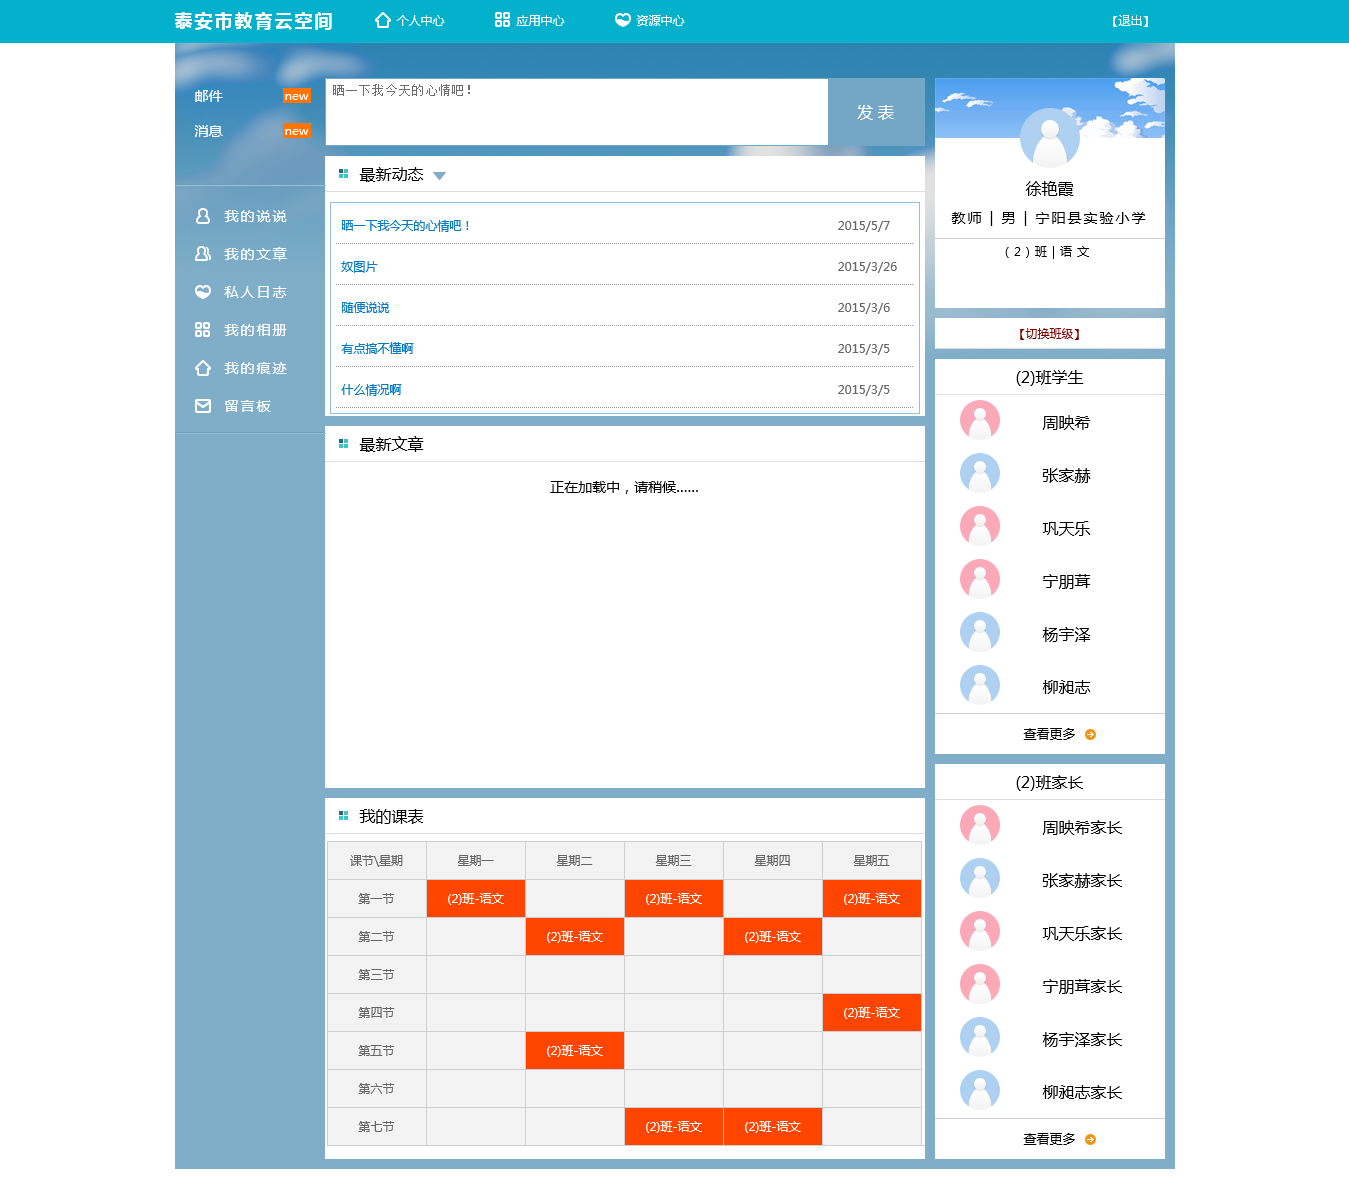 泰安市教育云空间 个人中心 应用中心 资源中心 【退出】
邮件 new
消息 new
我的说说
我的文章
私人日志
我的相册
我的痕迹
留言板
晒一下我今天的心情吧！ 发表
最新动态
晒一下我今天的心情吧！ 2015/5/7
奴图片 2015/3/26
随便说说 2015/3/6
有点搞不懂啊 2015/3/5
什么情况啊 2015/3/5
最新文章
正在加载中，请稍候......
我的课表
课节\星期 星期一 星期二 星期三 星期四 星期五
第一节 (2)班-语文 (2)班-语文 (2)班-语文
第二节 (2)班-语文 (2)班-语文
第三节
第四节 (2)班-语文
第五节 (2)班-语文
第六节
第七节 (2)班-语文 (2)班-语文
徐艳霞
教师 | 男 | 宁阳县实验小学
（2）班 | 语 文
【切换班级】
(2)班学生
周映希
张家赫
巩天乐
宁朋茸
杨宇泽
柳昶志
查看更多
(2)班家长
周映希家长
张家赫家长
巩天乐家长
宁朋茸家长
杨宇泽家长
柳昶志家长
查看更多